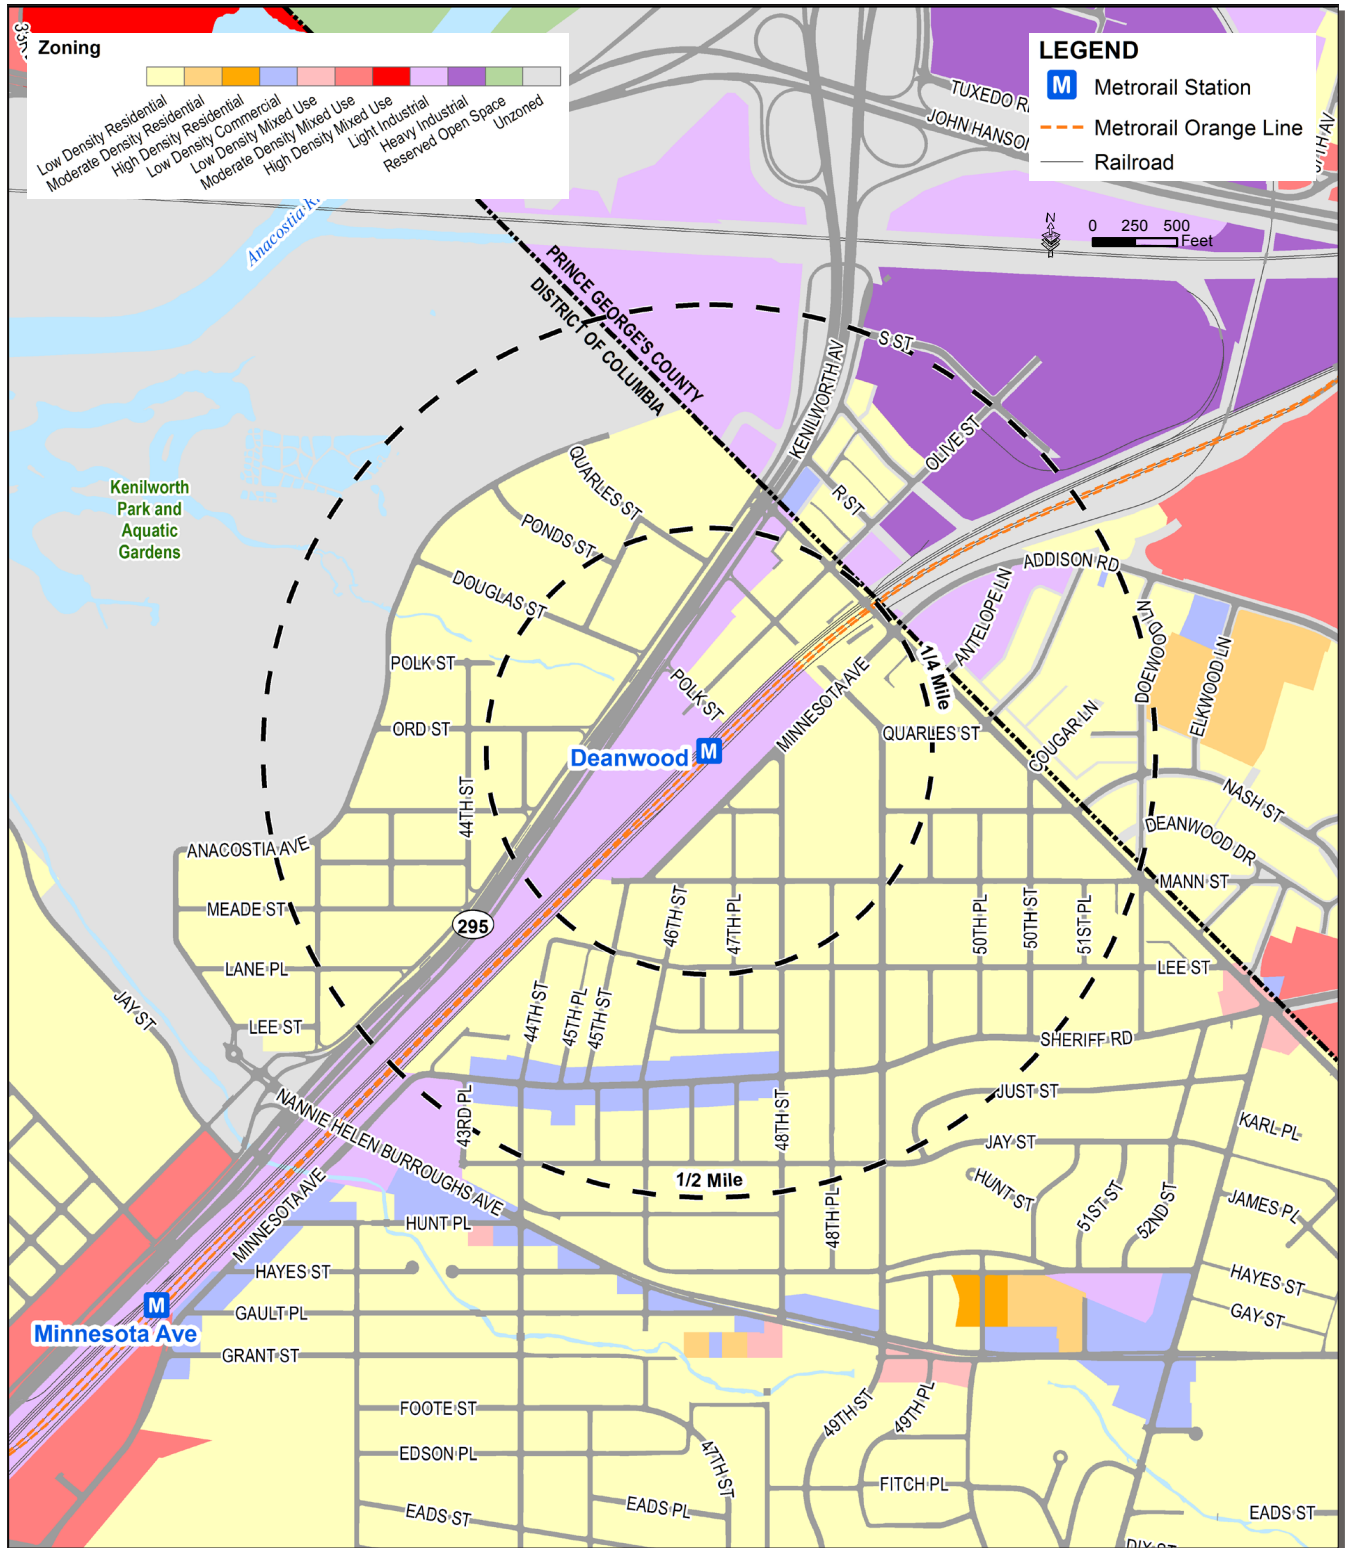 Zoning
Low Density Residential
Moderate Density Residential
High Density Residential
Low Density Commercial
Low Density Mixed Use
Moderate Density Mixed Use
High Density Mixed Use
Light Industrial
Heavy Industrial
Reserved Open Space
Unzoned
LEGEND
M
Metrorail Station
Metrorail Orange Line
Railroad
N
0 250 500
Feet
TUXEDO
JOHN HANSON
Anacostia
PRINCE GEORGE'S COUNTY
DISTRICT OF COLUMBIA
KENILWORTH AV
S ST
OLIVE ST
R ST
QUARLES ST
PONDS ST
DOUGLAS ST
Kenilworth
Park and
Aquatic
Gardens
ADDISON RD
ANTELOPE LN
DOEWOOD LN
ELKWOOD LN
1/4 Mile
POLK ST
POLK ST
ORD ST
MINNESOTA AVE
QUARLES ST
COUGAR LN
Deanwood
M
44TH ST
NASH ST
DEANWOOD DR
ANACOSTIA AVE
MANN ST
MEADE ST
295
46TH ST
47TH PL
50TH PL
50TH ST
51ST PL
LANE PL
LEE ST
JAY ST
LEE ST
44TH ST
45TH PL
45TH ST
SHERIFF RD
JUST ST
NANNIE HELEN BURROUGHS AVE
43RD PL
48TH ST
KARL PL
JAY ST
1/2 Mile
HUNT ST
51ST ST
52ND ST
JAMES PL
MINNESOTA AVE
HUNT PL
48TH PL
HAYES ST
HAYES ST
M
Minnesota Ave
GAULT PL
GAY ST
GRANT ST
FOOTE ST
49TH ST
49TH PL
EDSON PL
47TH ST
FITCH PL
EADS ST
EADS PL
EADS ST
DIX ST